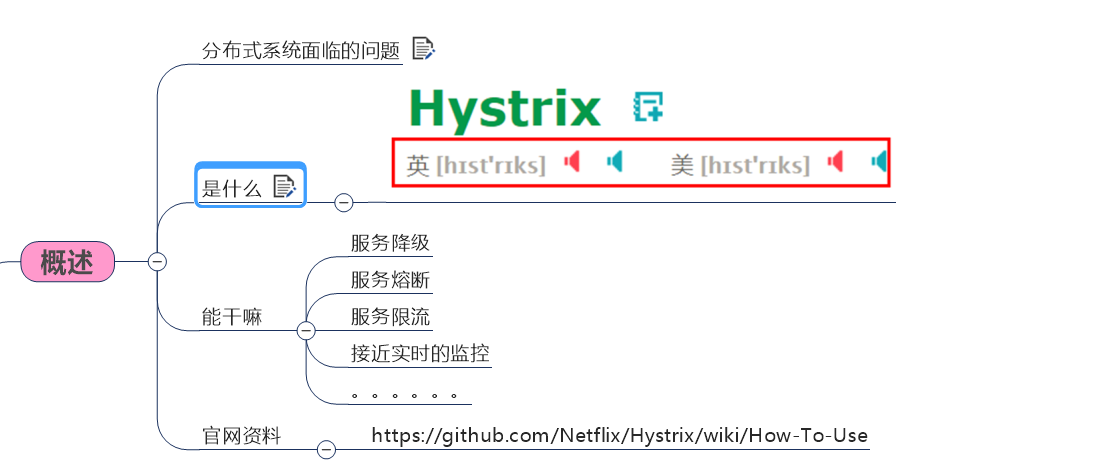 分布式系统面临的问题
Hystrix
英 [hɪst'rɪks] 美 [hɪst'rɪks]
是什么
概述
服务降级
服务熔断
能干嘛
服务限流
接近实时的监控
。。。。。。
官网资料
https://github.com/Netflix/Hystrix/wiki/How-To-Use